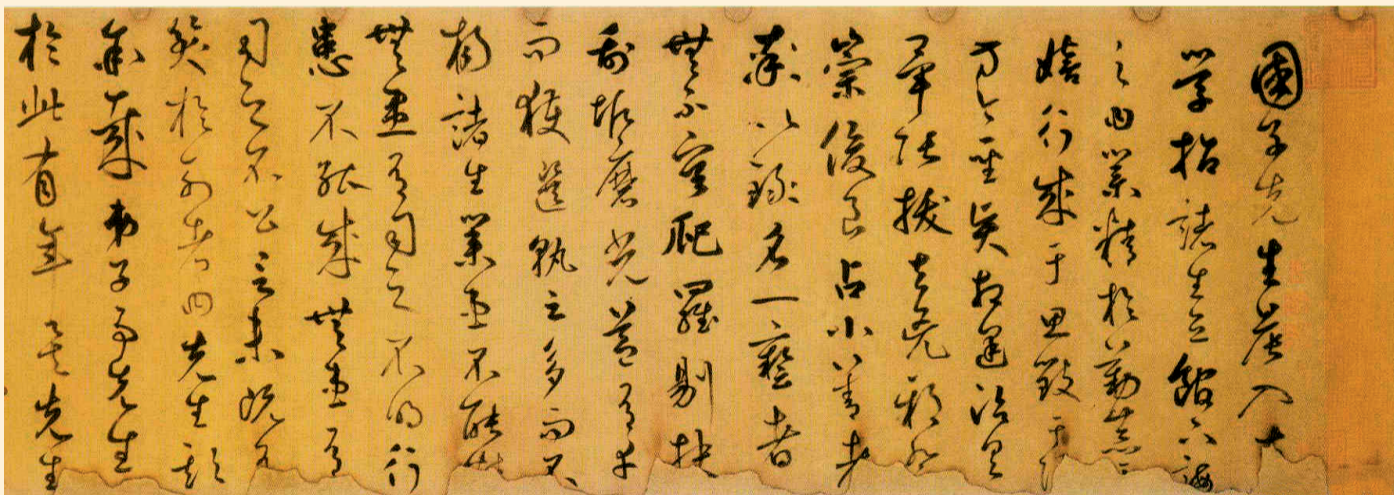 國子先生晨入大
學招諸生立館下誨
之曰業精於勤荒于
嬉行成于思毀于
方今聖賢相逢治具
畢張拔去兇邪登
崇俊良占小善者
率以錄名一藝者
無不庸爬羅剔抉
刮垢磨光蓋有幸
而獲選孰云多而不
揚諸生業患不能精
無患有司之不明行
患不能成無患有
司之不公言未既有
笑於列者曰先生欺
余哉弟子事先生
於此有年矣先生